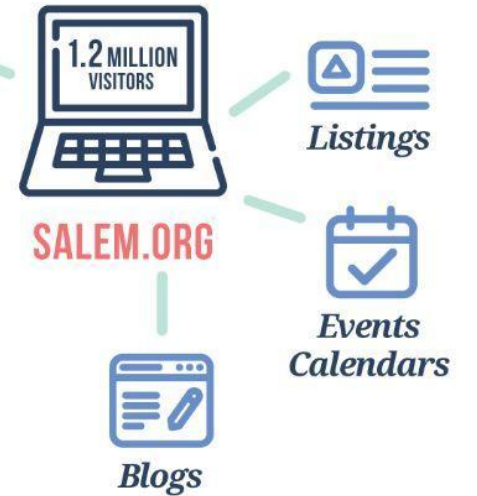 1.2 MILLION
VISITORS
Listings
SALEM.ORG
Events
Calendars
Blogs